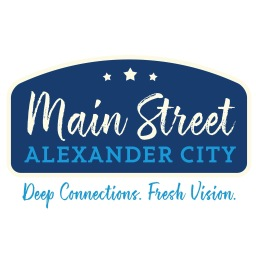 Main Street
ALEXANDER CITY
Deep Connections. Fresh Vision.